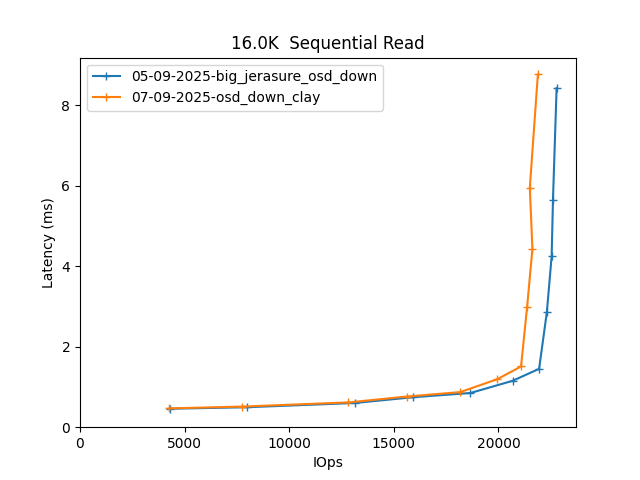 16.0K  Sequential Read
05-09-2025-big_jerasure_osd_down
07-09-2025-osd_down_clay
Latency (ms)
8
6
4
2
0
0 5000 10000 15000 20000
IOps